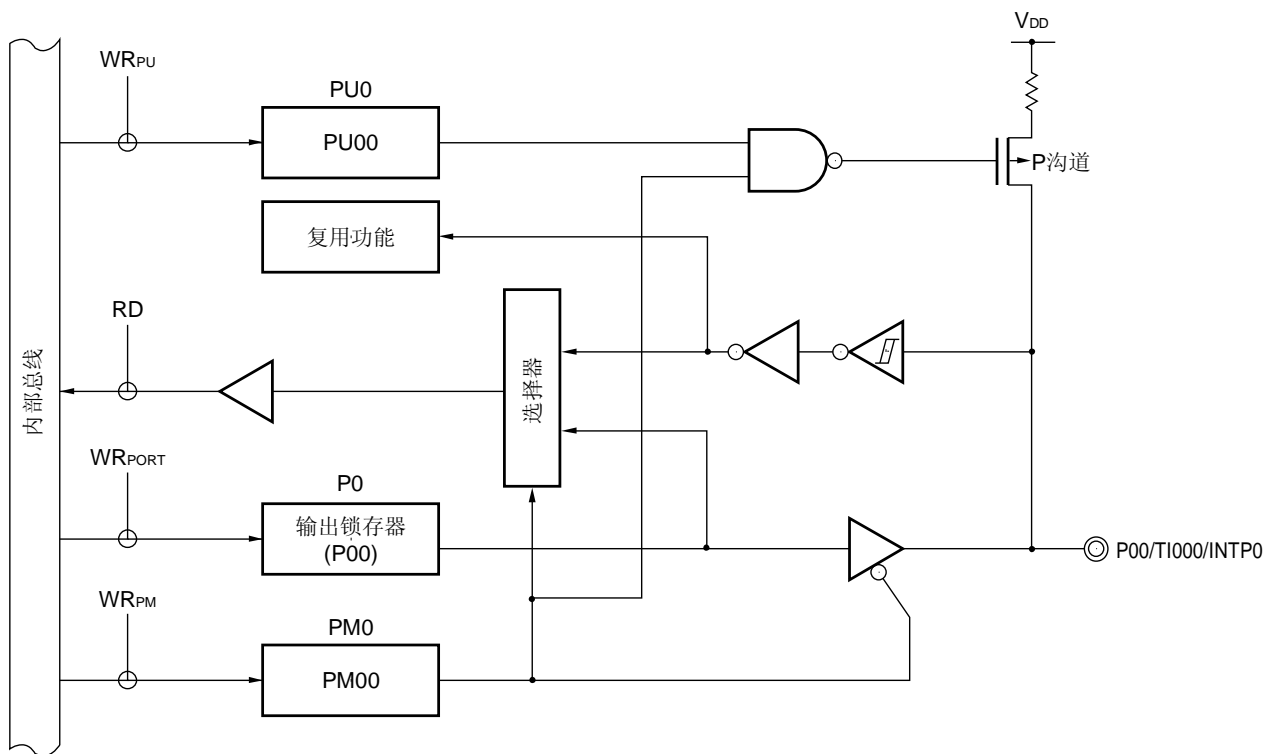 VDD
WRPU
PU0
PU00
P沟道
复用功能
RD
选择器
内部总线
WRPORT
P0
输出锁存器
(P00)
P00/TI000/INTP0
WRPM
PM0
PM00